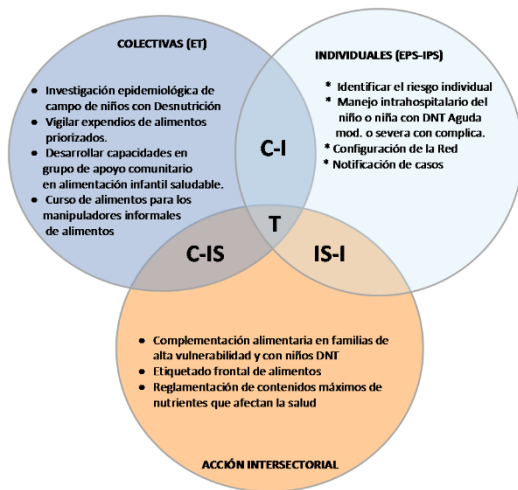 COLECTIVAS (ET)
• Investigación epidemiológica de
campo de niños con Desnutrición
• Vigilar expendios de alimentos
priorizados.
• Desarrollar capacidades en
grupo de apoyo comunitario
en alimentación infantil saludable.
• Curso de alimentos para los
manipuladores informales
de alimentos
INDIVIDUALES (EPS-IPS)
* Identificar el riesgo individual
* Manejo intrahospitalario del
niño o niña con DNT Aguda
mod. o severa con complica.
* Configuración de la Red
* Notificación de casos
C-I
T
C-IS
IS-I
• Complementación alimentaria en familias de
alta vulnerabilidad y con niños DNT
• Etiquetado frontal de alimentos
• Reglamentación de contenidos máximos de
nutrientes que afectan la salud
ACCIÓN INTERSECTORIAL